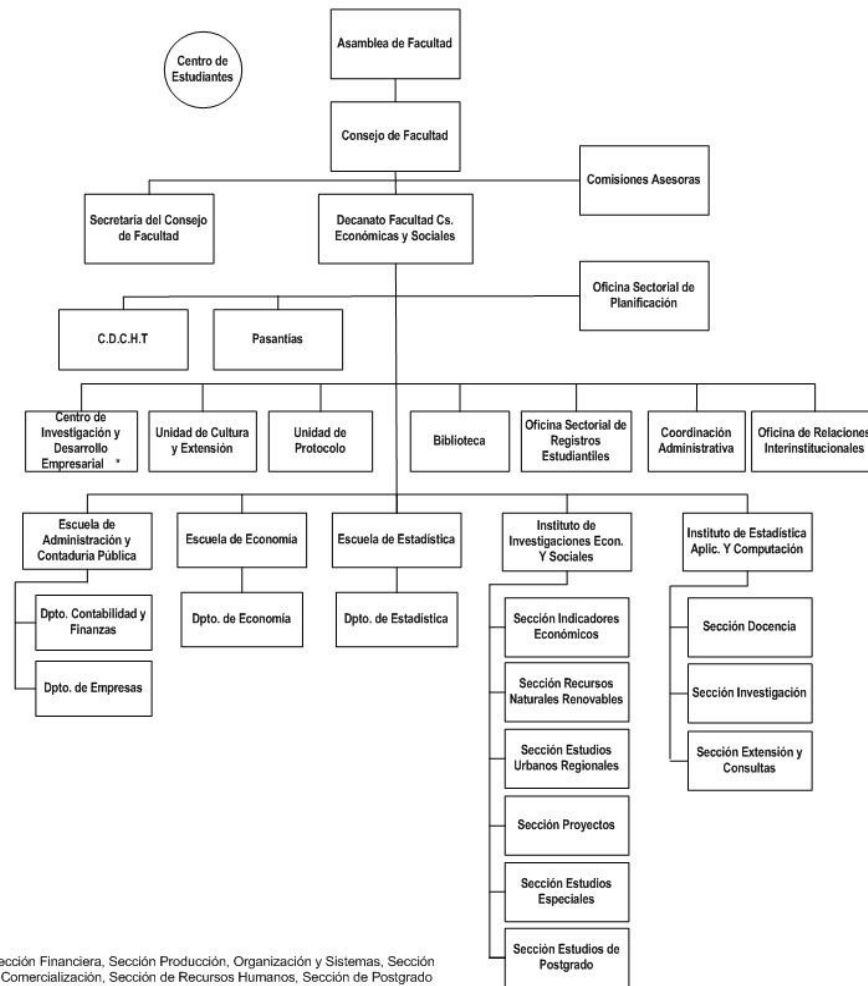 Centro de
Estudiantes
Asamblea de Facultad
Consejo de Facultad
Comisiones Asesoras
Secretaria del Consejo
de Facultad
Decanato Facultad Cs.
Económicas y Sociales
Oficina Sectorial de
Planificación
C.D.C.H.T
Pasantías
Centro de
Investigación y
Desarrollo
Empresarial *
Unidad de Cultura
y Extensión
Unidad de
Protocolo
Biblioteca
Oficina Sectorial de
Registros
Estudiantiles
Coordinación
Administrativa
Oficina de Relaciones
Interinstitucionales
Escuela de
Administración y
Contaduría Pública
Escuela de Economía
Escuela de Estadística
Instituto de
Investigaciones Econ.
Y Sociales
Instituto de Estadística
Aplic. Y Computación
Dpto. Contabilidad y
Finanzas
Dpto. de Empresas
Dpto. de Economía
Dpto. de Estadística
Sección Indicadores
Económicos
Sección Recursos
Naturales Renovables
Sección Estudios
Urbanos Regionales
Sección Proyectos
Sección Estudios
Especiales
Sección Estudios de
Postgrado
Sección Docencia
Sección Investigación
Sección Extensión y
Consultas
Financiera, Sección Producción, Organización y Sistemas, Sección
Comercialización, Sección de Recursos Humanos, Sección de Postgrado